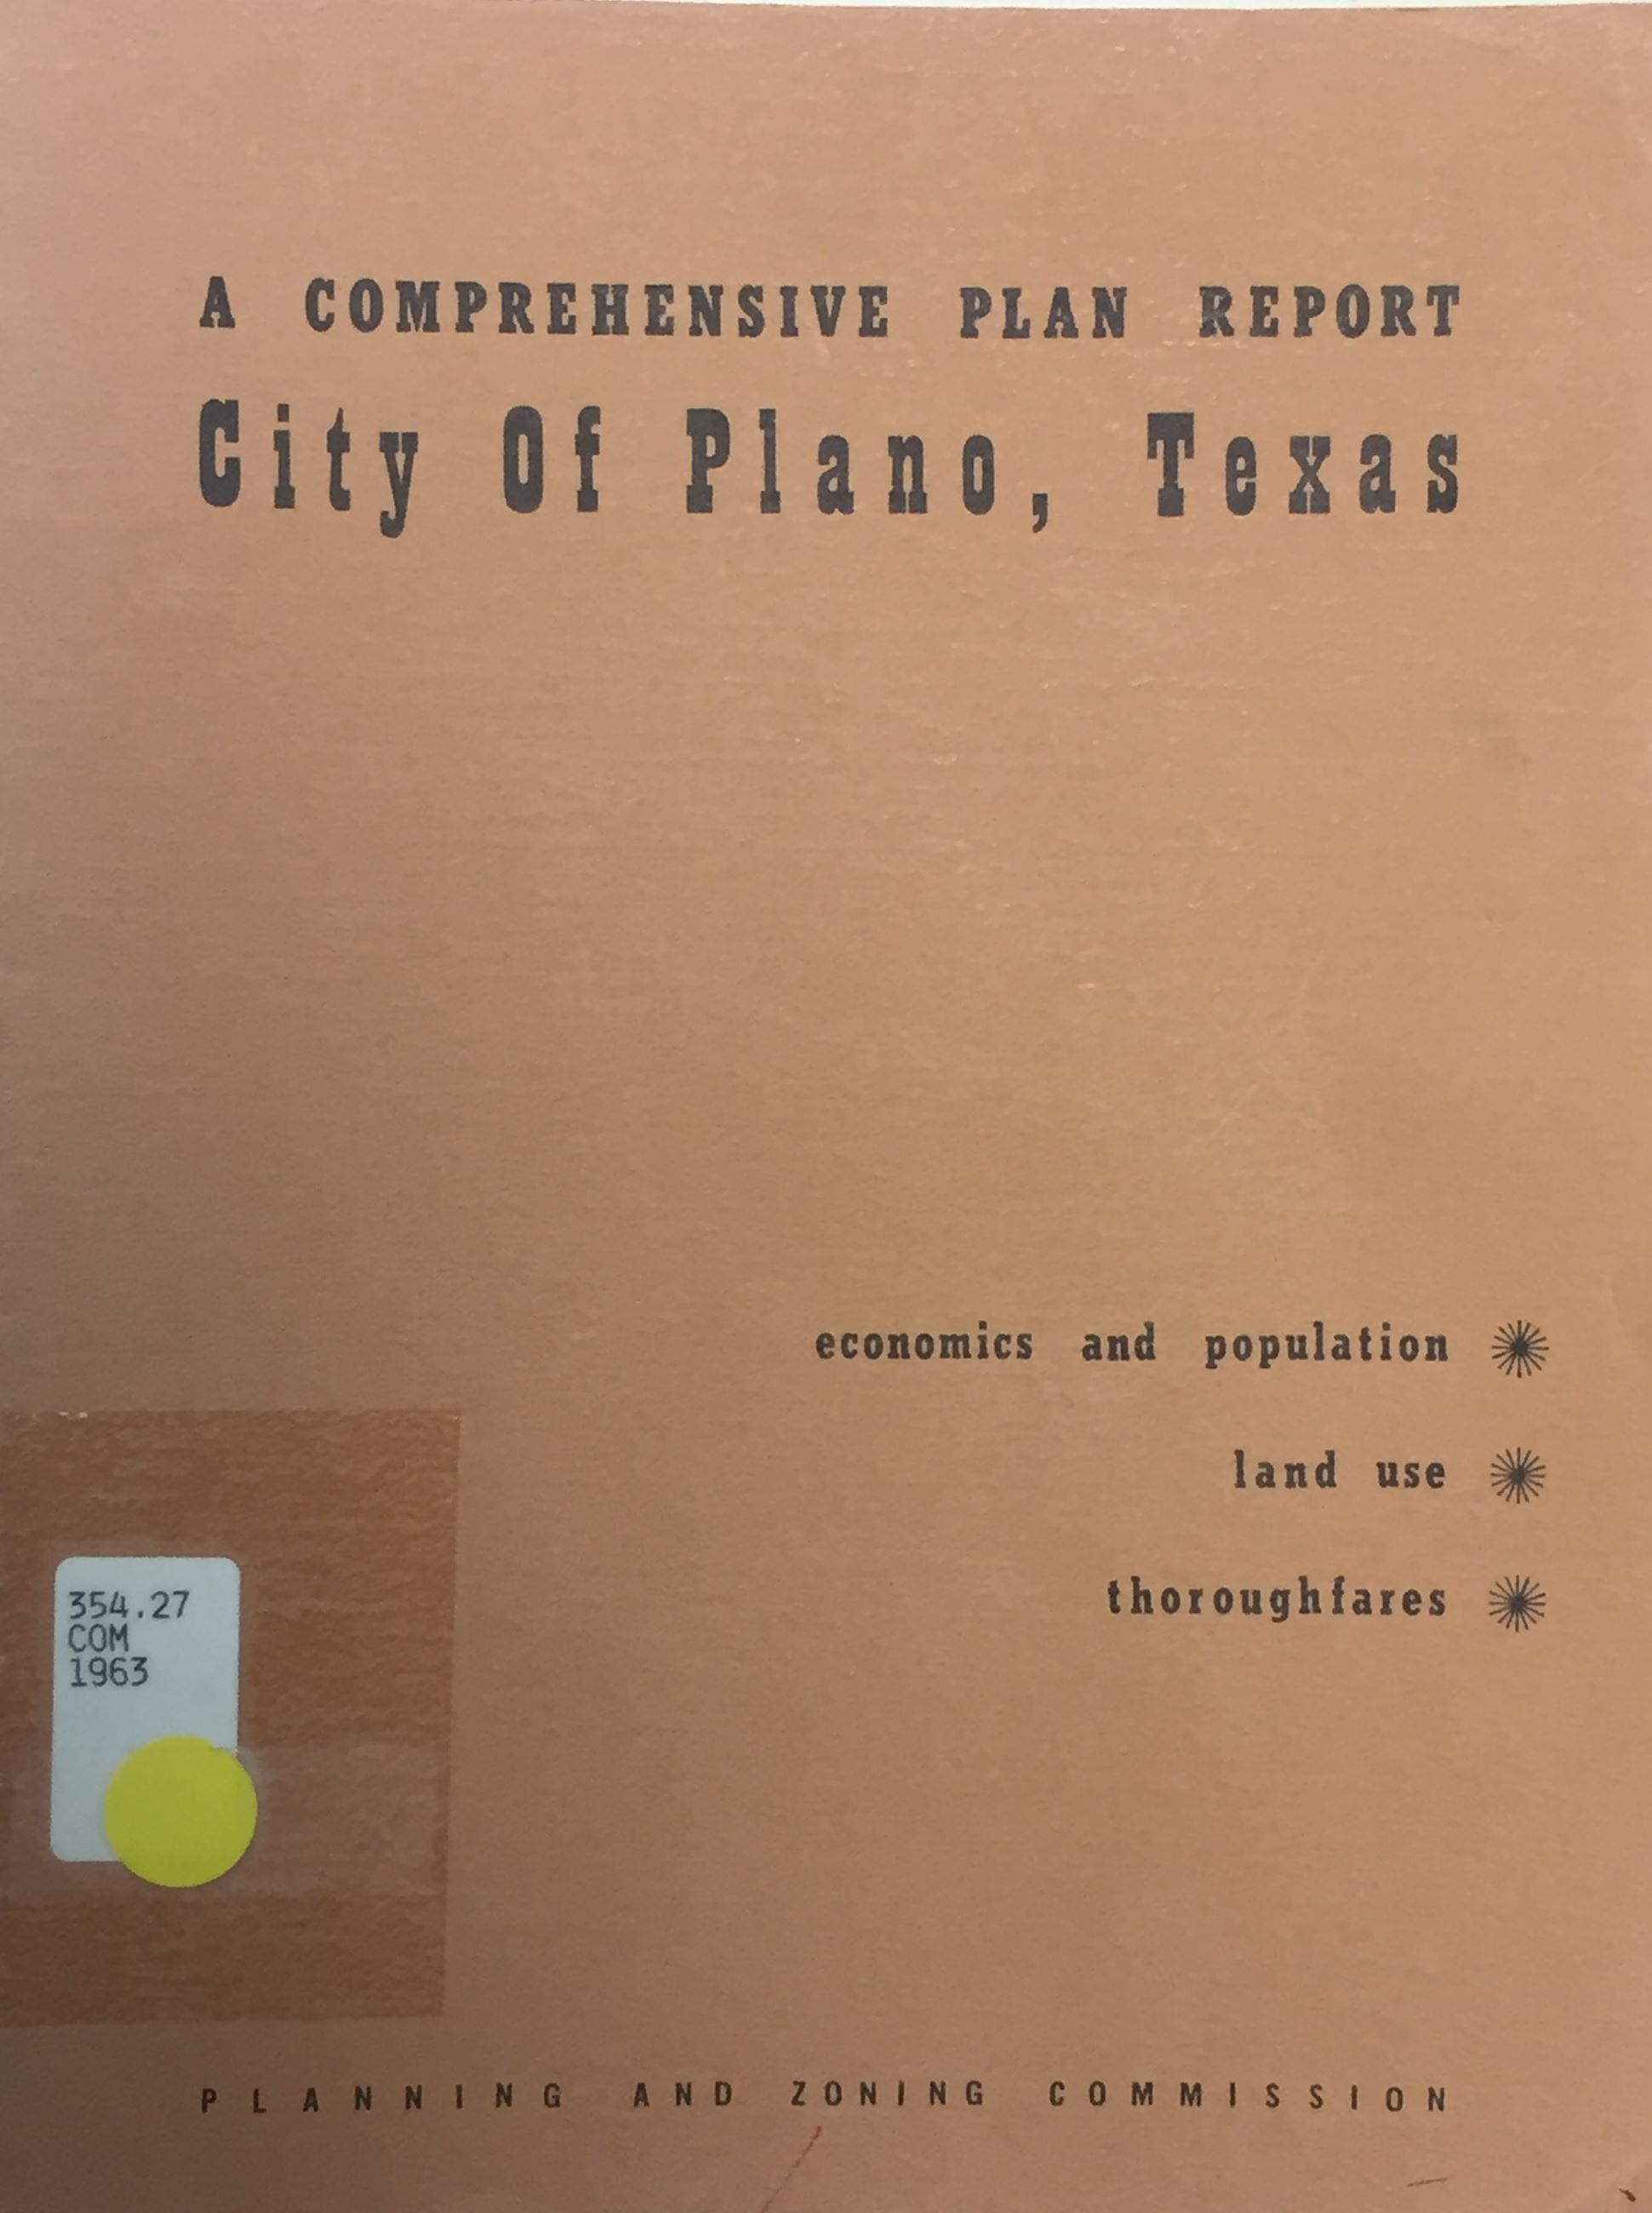 A COMPREHENSIVE PLAN REPORT
City Of Plano, Texas
economics and population
land use
thoroughfares
354.27
COM
1963
PLANNING AND ZONING COMMISSION